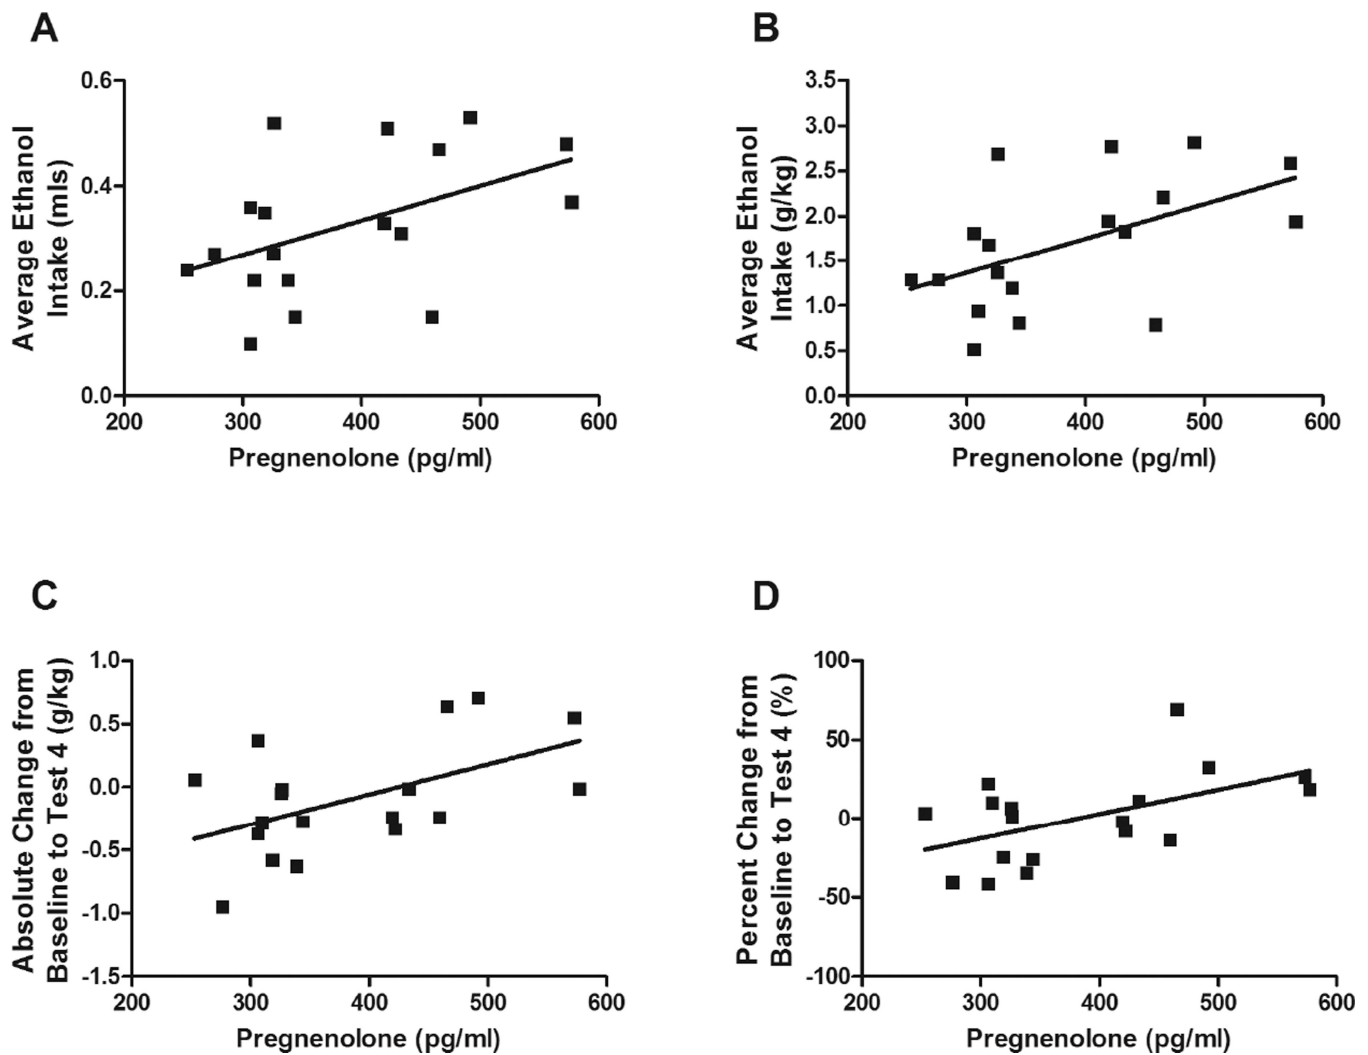 A
0.6
0.4
0.2
0.0
200 300 400 500 600
Average Ethanol
Intake (mls)
Pregnenolone (pg/ml)
B
3.5
3.0
2.5
2.0
1.5
1.0
0.5
0.0
200 300 400 500 600
Average Ethanol
Intake (g/kg)
Pregnenolone (pg/ml)
C
1.0
0.5
0.0
-0.5
-1.0
-1.5
200 300 400 500 600
Absolute Change from
Baseline to Test 4 (g/kg)
Pregnenolone (pg/ml)
D
100
50
0
-50
-100
200 300 400 500 600
Percent Change from
Baseline to Test 4 (%)
Pregnenolone (pg/ml)